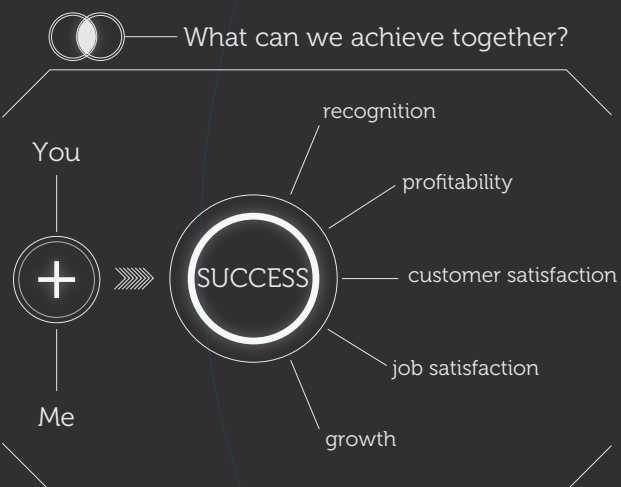 What can we achieve together?
You
+
Me
SUCCESS
recognition
profitability
customer satisfaction
job satisfaction
growth